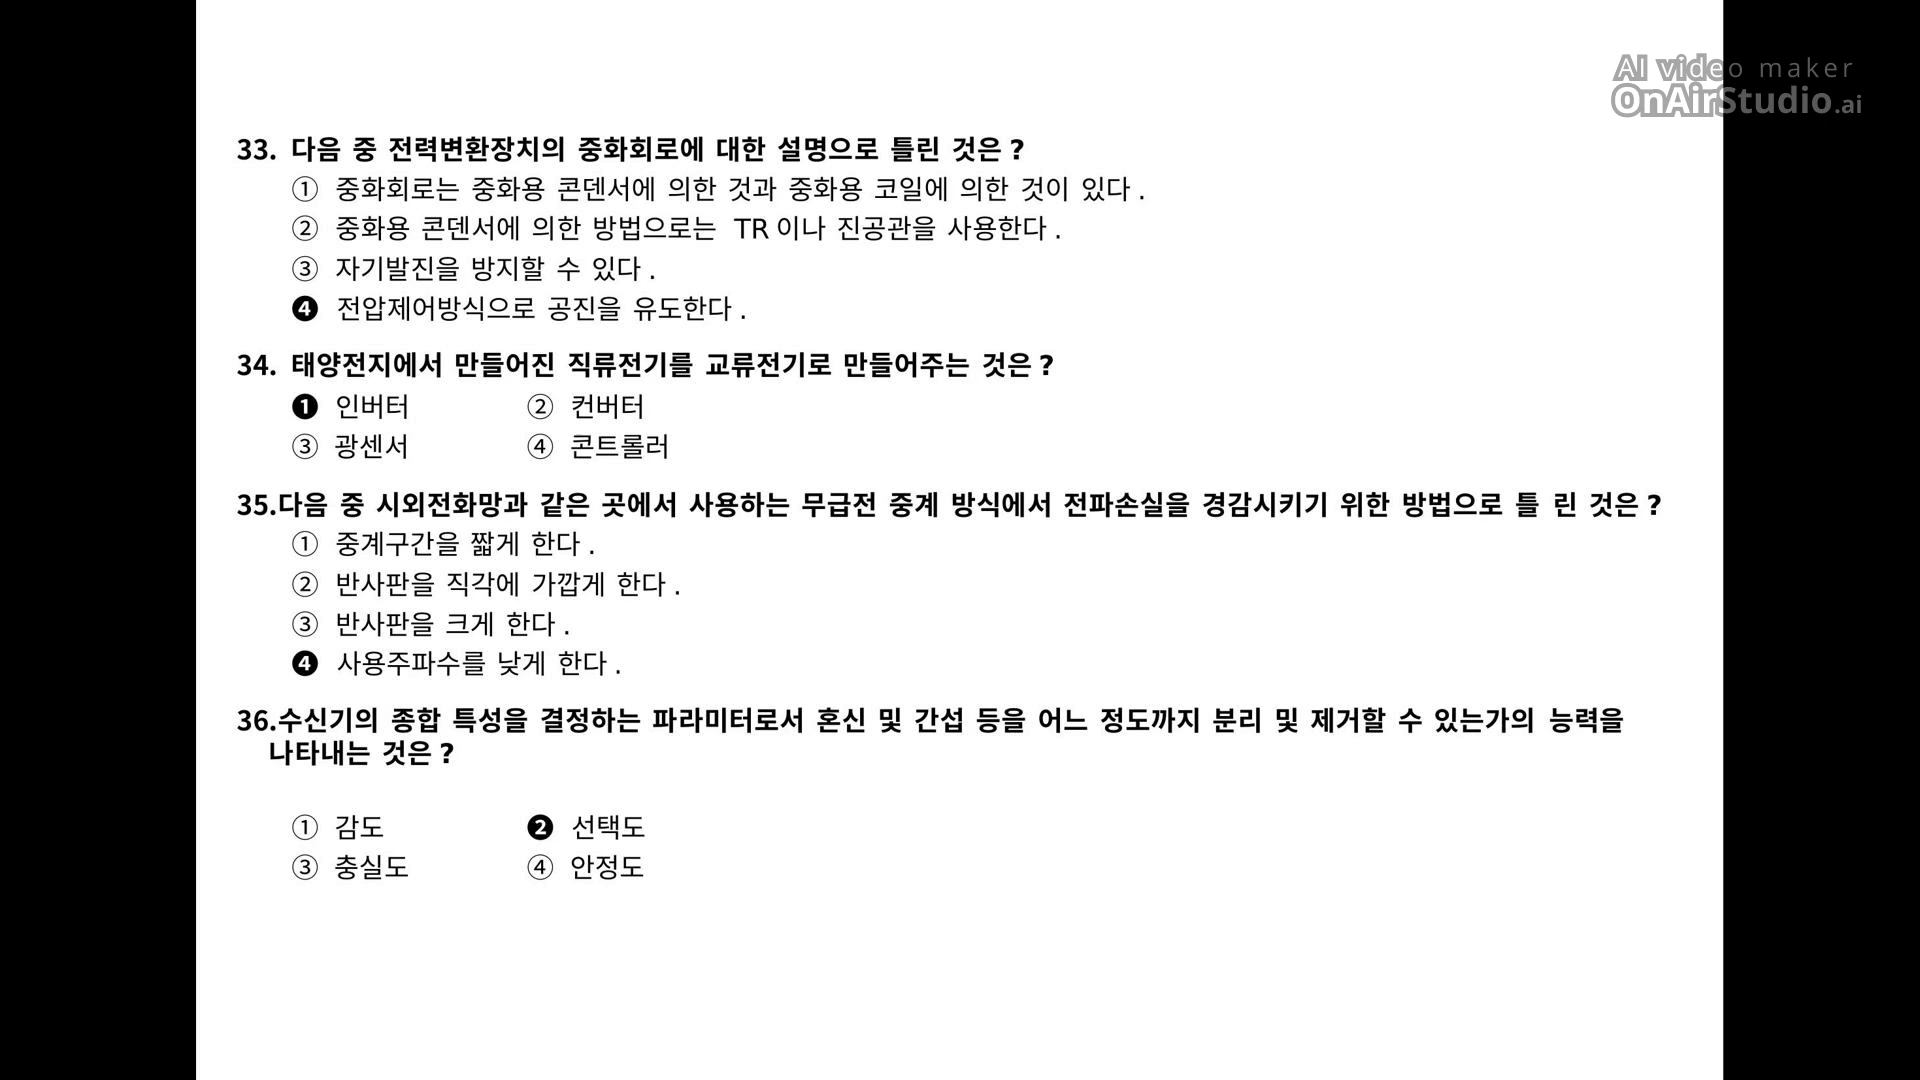 AI video maker
OnAirStudio.ai
33. 다음 중 전력변환장치의 중화회로에 대한 설명으로 틀린 것은?
① 중화회로는 중화용 콘덴서에 의한 것과 중화용 코일에 의한 것이 있다.
② 중화용 콘덴서에 의한 방법으로는 TR이나 진공관을 사용한다.
③ 자기발진을 방지할 수 있다.
❹ 전압제어방식으로 공진을 유도한다.
34. 태양전지에서 만들어진 직류전기를 교류전기로 만들어주는 것은?
❶ 인버터 ② 컨버터
③ 광센서 ④ 콘트롤러
35.다음 중 시외전화망과 같은 곳에서 사용하는 무급전 중계 방식에서 전파손실을 경감시키기 위한 방법으로 틀 린 것은?
① 중계구간을 짧게 한다.
② 반사판을 직각에 가깝게 한다.
③ 반사판을 크게 한다.
❹ 사용주파수를 낮게 한다.
36.수신기의 종합 특성을 결정하는 파라미터로서 혼신 및 간섭 등을 어느 정도까지 분리 및 제거할 수 있는가의 능력을
나타내는 것은?
① 감도 ❷ 선택도
③ 충실도 ④ 안정도